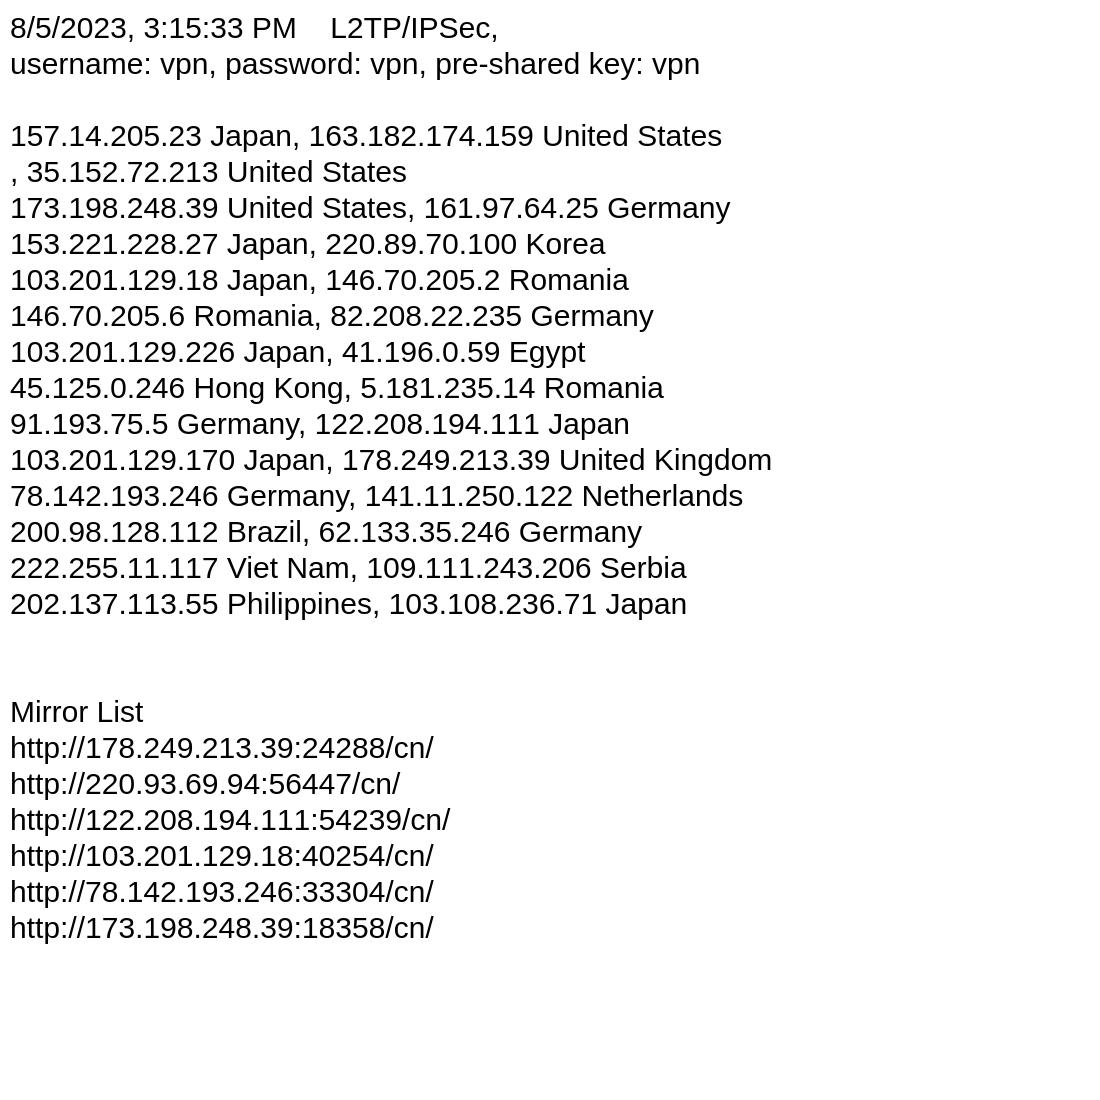 8/5/2023, 3:15:33 PM    L2TP/IPSec,
username: vpn, password: vpn, pre-shared key: vpn
157.14.205.23 Japan, 163.182.174.159 United States
, 35.152.72.213 United States
173.198.248.39 United States, 161.97.64.25 Germany
153.221.228.27 Japan, 220.89.70.100 Korea
103.201.129.18 Japan, 146.70.205.2 Romania
146.70.205.6 Romania, 82.208.22.235 Germany
103.201.129.226 Japan, 41.196.0.59 Egypt
45.125.0.246 Hong Kong, 5.181.235.14 Romania
91.193.75.5 Germany, 122.208.194.111 Japan
103.201.129.170 Japan, 178.249.213.39 United Kingdom
78.142.193.246 Germany, 141.11.250.122 Netherlands
200.98.128.112 Brazil, 62.133.35.246 Germany
222.255.11.117 Viet Nam, 109.111.243.206 Serbia
202.137.113.55 Philippines, 103.108.236.71 Japan
Mirror List
http://178.249.213.39:24288/cn/
http://220.93.69.94:56447/cn/
http://122.208.194.111:54239/cn/
http://103.201.129.18:40254/cn/
http://78.142.193.246:33304/cn/
http://173.198.248.39:18358/cn/